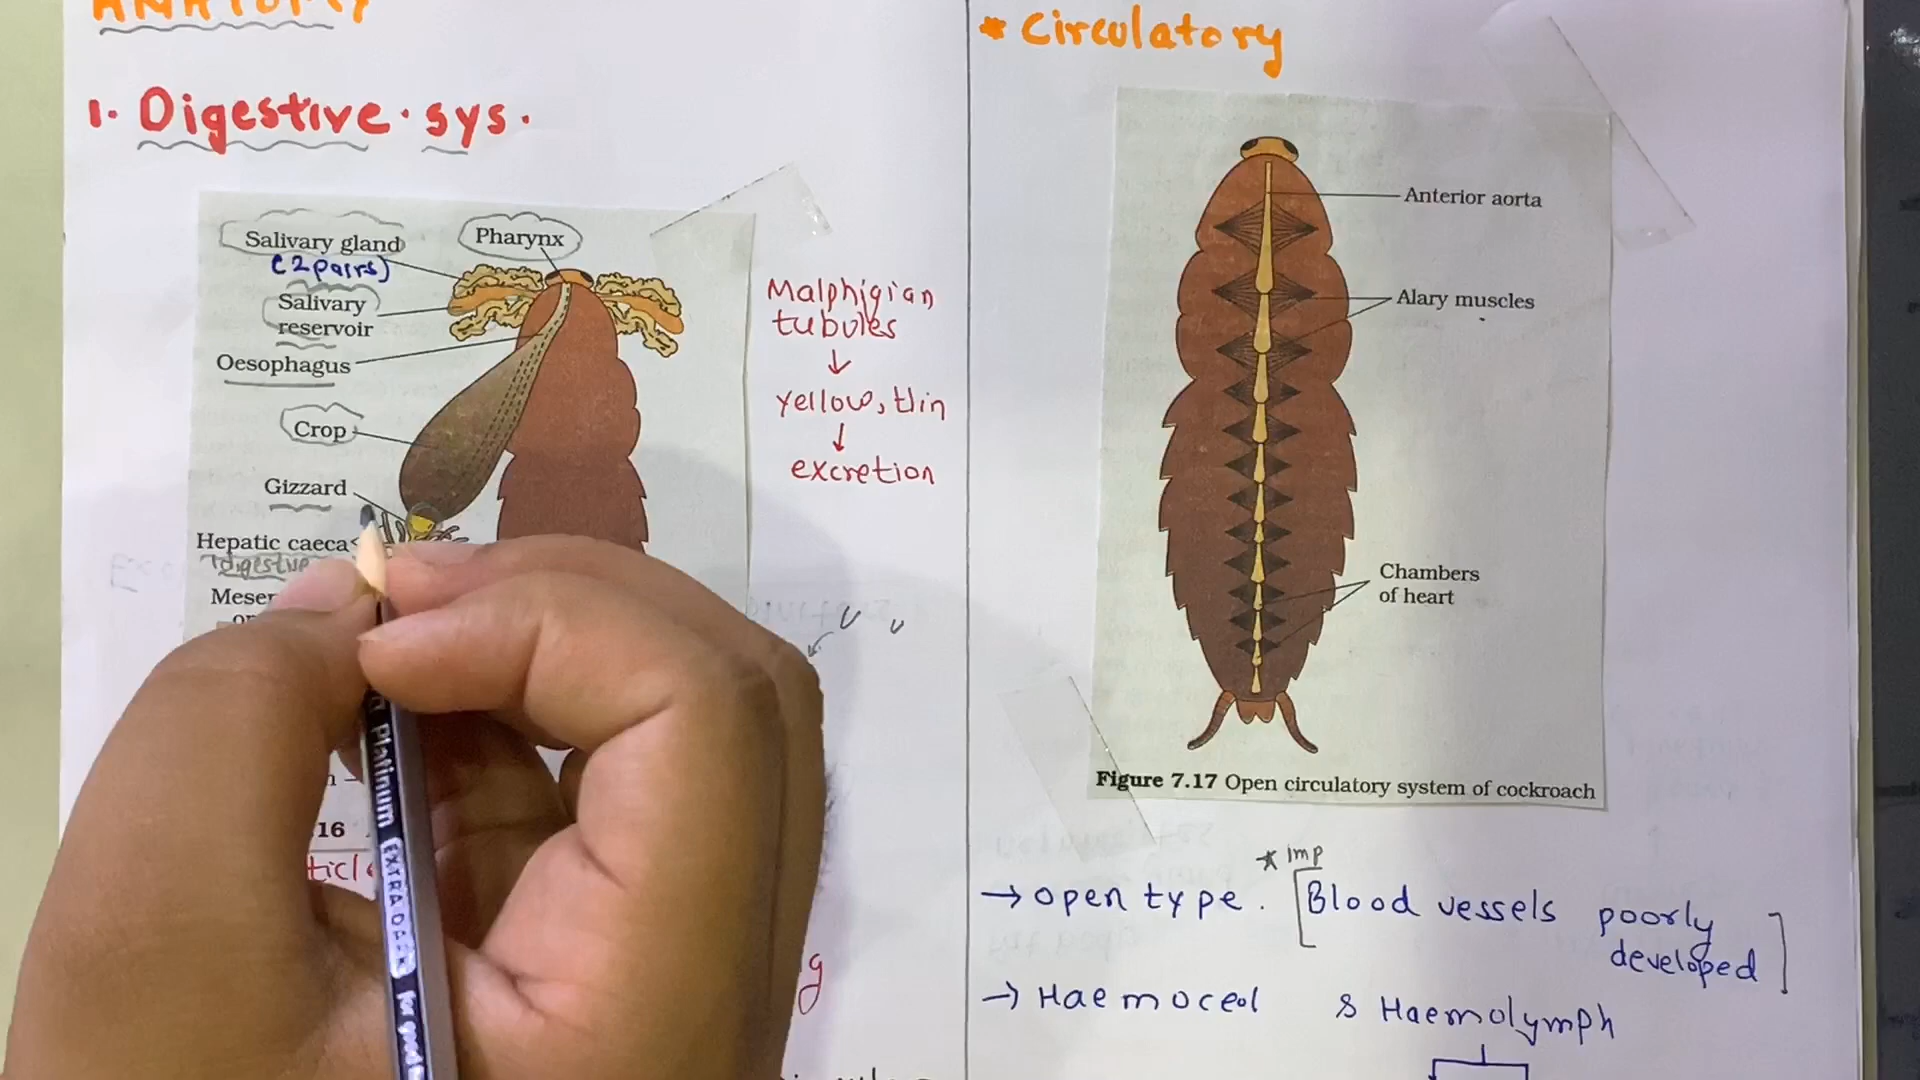 ANATOMY
1. Digestive. sys.
Salivary gland
(2 pairs)
Pharynx
Salivary
reservoir
Oesophagus
Crop
Gizzard
Hepatic caeca
Malphigian
tubules
↓
yellow, thin
↓
excretion
16
Platinum EXTRA DARK
* Circulatory
Anterior aorta
Alary muscles
Chambers
of heart
Figure 7.17 Open circulatory system of cockroach
* imp
→ open type. [Blood vessels poorly
developed]
→ Haemocoel & Haemolymph